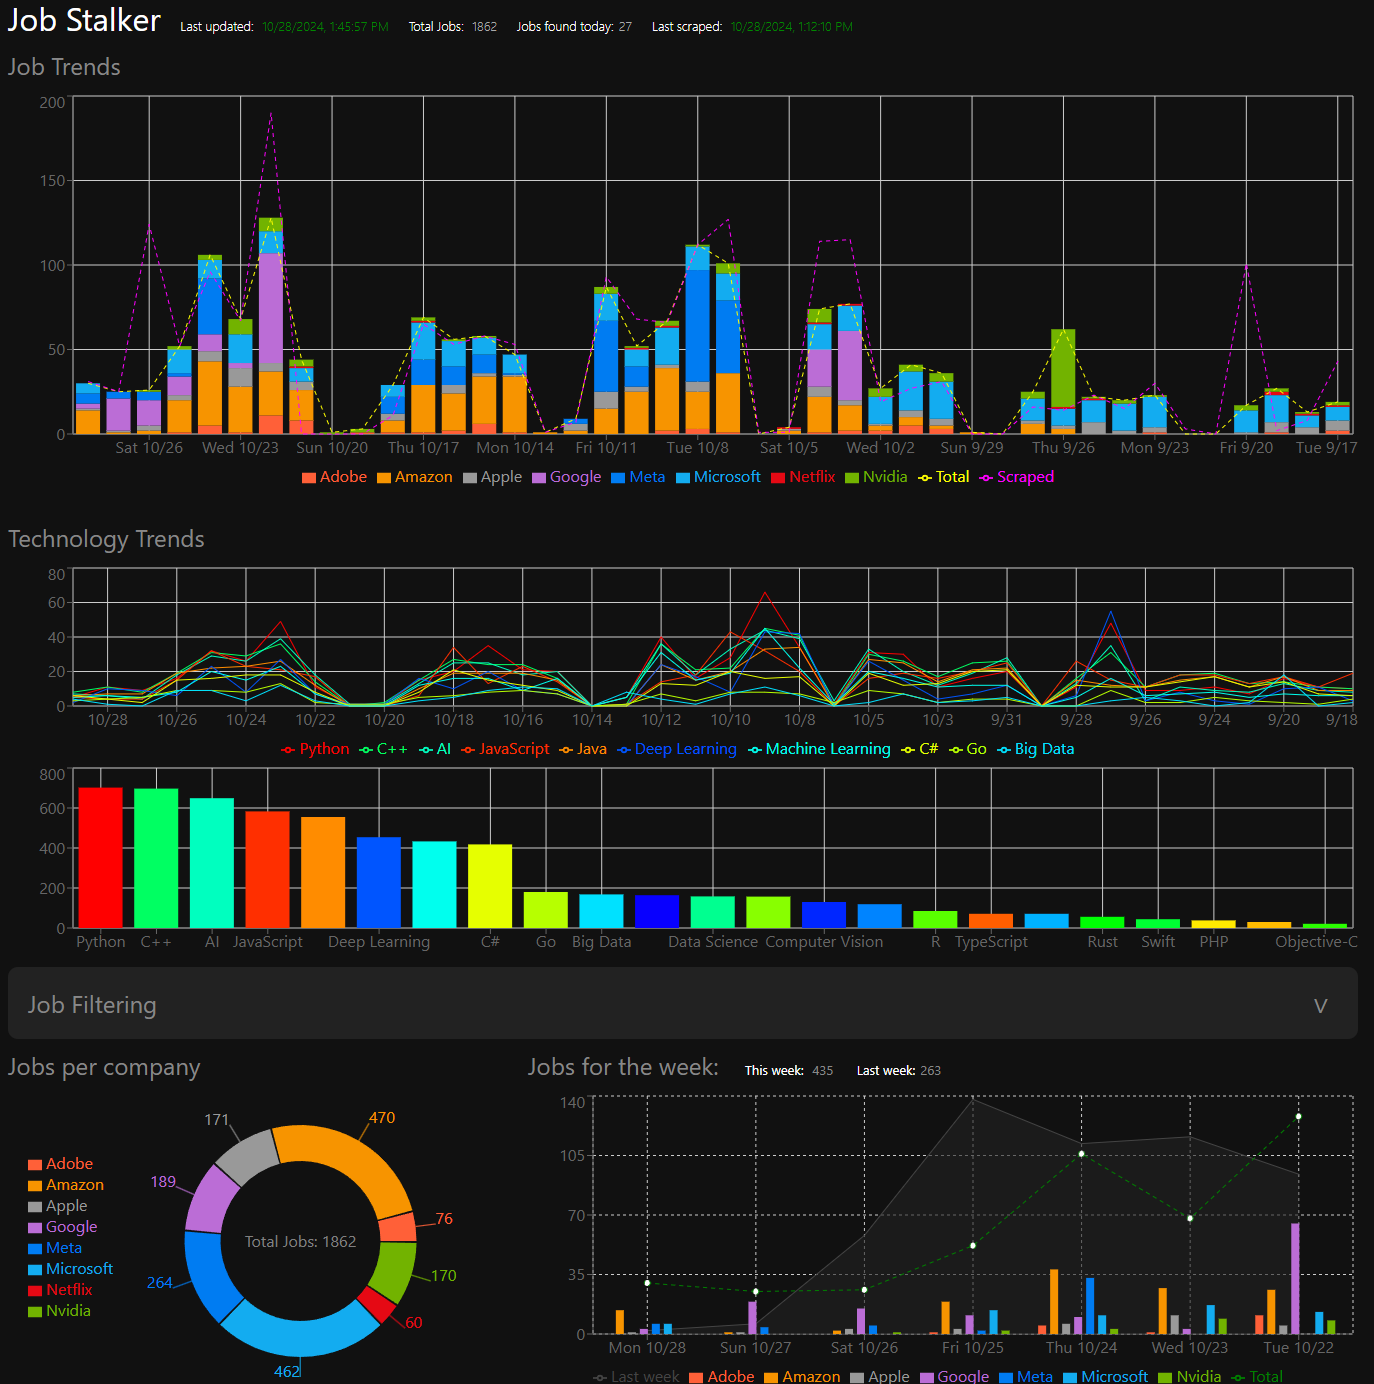 Job Stalker Last updated: 10/28/2024, 1:45:57 PM Total Jobs: 1862 Jobs found today: 27 Last scraped: 10/28/2024, 1:12:10 PM
Job Trends
200
150
100
50
0
Sat 10/26 Wed 10/23 Sun 10/20 Thu 10/17 Mon 10/14 Fri 10/11 Tue 10/8 Sat 10/5 Wed 10/2 Sun 9/29 Thu 9/26 Mon 9/23 Fri 9/20 Tue 9/17
Adobe Amazon Apple Google Meta Microsoft Netflix Nvidia Total Scraped
Technology Trends
80
60
40
20
0
10/28 10/26 10/24 10/22 10/20 10/18 10/16 10/14 10/12 10/10 10/8 10/5 10/3 9/31 9/28 9/26 9/24 9/20 9/18
Python C++ AI JavaScript Java Deep Learning Machine Learning C# Go Big Data
800
600
400
200
0
Python C++ AI JavaScript Deep Learning C# Go Big Data Data Science Computer Vision R TypeScript Rust Swift PHP Objective-C
Job Filtering V
Jobs per company
171
470
189
76
264
170
60
462
Total Jobs: 1862
Adobe
Amazon
Apple
Google
Meta
Microsoft
Netflix
Nvidia
Jobs for the week: This week: 435 Last week: 263
140
105
70
35
0
Mon 10/28 Sun 10/27 Sat 10/26 Fri 10/25 Thu 10/24 Wed 10/23 Tue 10/22
Last week Adobe Amazon Apple Google Meta Microsoft Nvidia Total